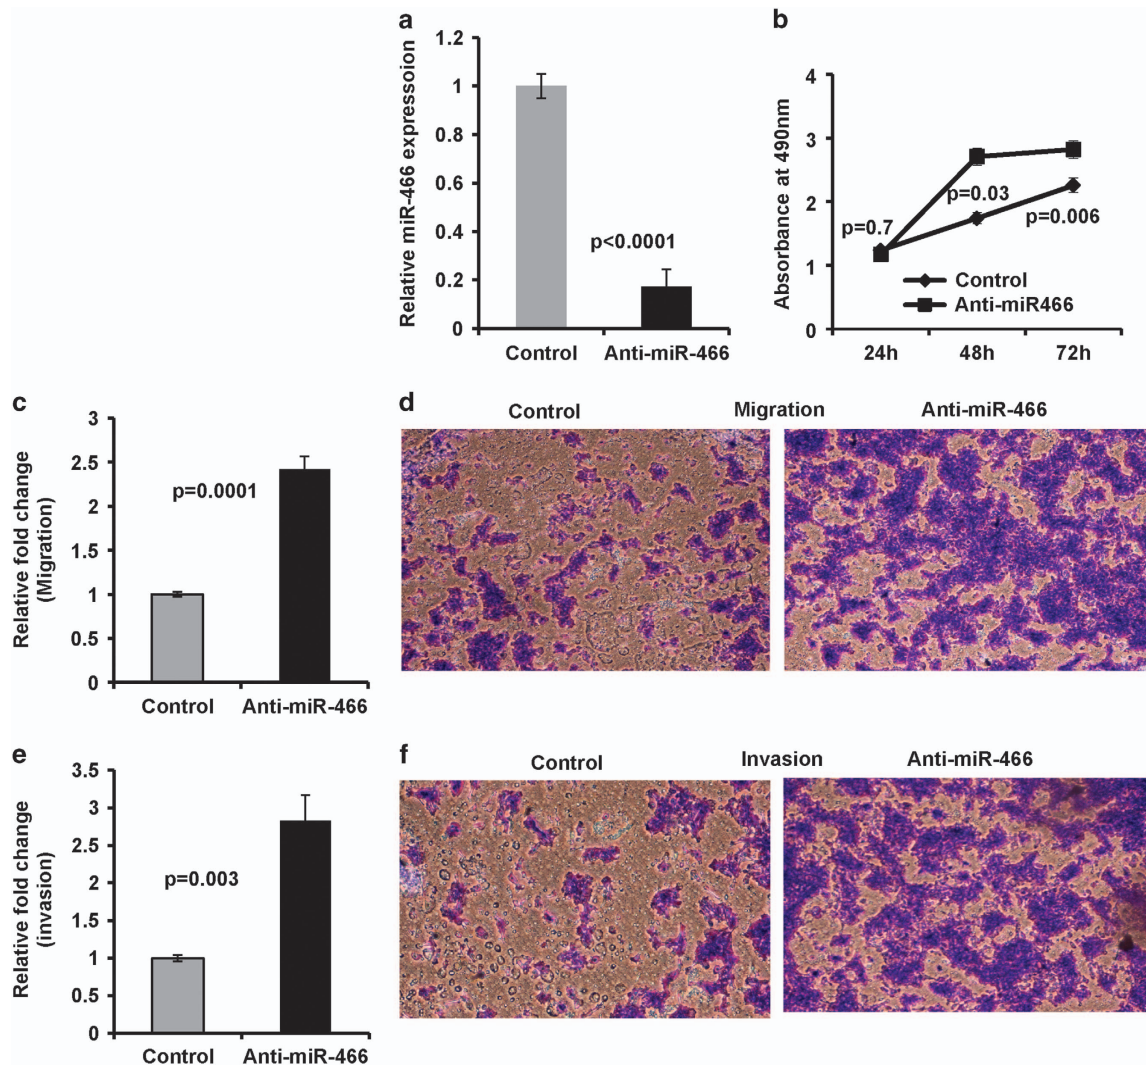 a
1.2
1
0.8
0.6
0.4
0.2
0
Relative miR-466 expressoion
p<0.0001
Control Anti-miR-466
b
4
3
2
1
0
Absorbance at 490nm
p=0.7
p=0.03
p=0.006
Control
Anti-miR466
24h 48h 72h
c
3
2.5
2
1.5
1
0.5
0
Relative fold change
(Migration)
p=0.0001
Control Anti-miR-466
d
Control Migration Anti-miR-466
e
3.5
3
2.5
2
1.5
1
0.5
0
Relative fold change
(invasion)
p=0.003
Control Anti-miR-466
f
Control Invasion Anti-miR-466